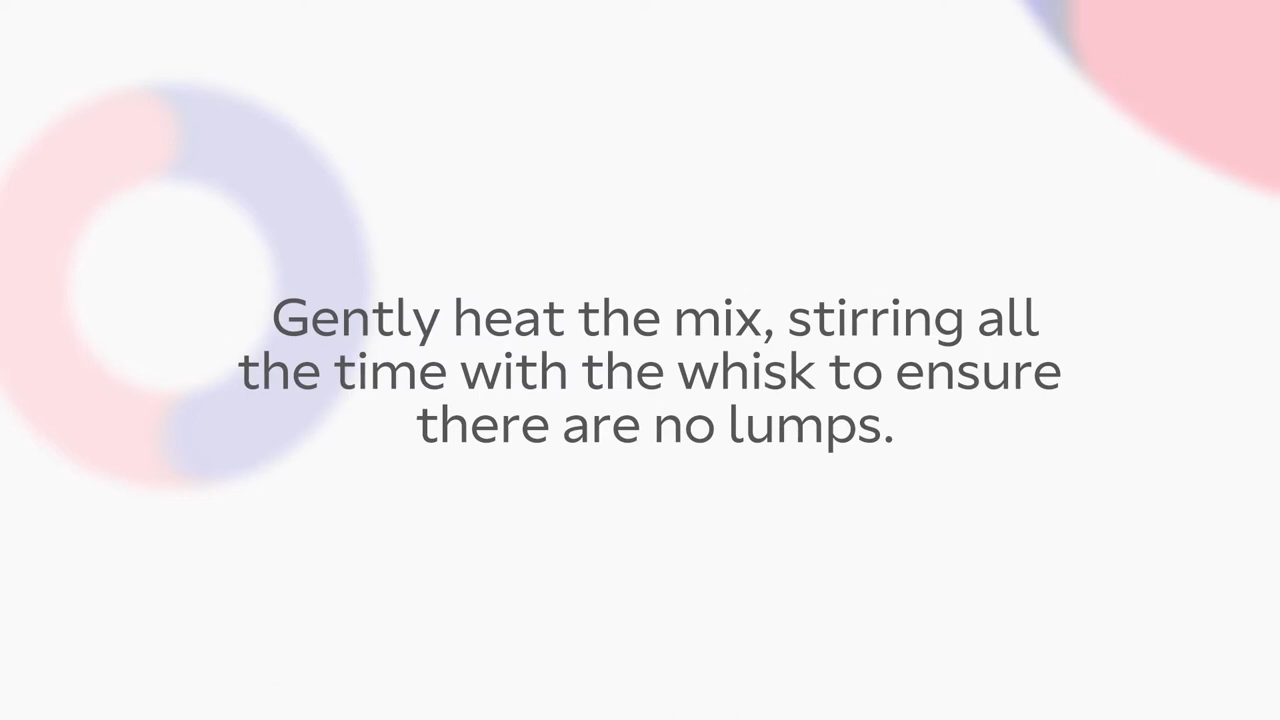 Gently heat the mix, stirring all
the time with the whisk to ensure
there are no lumps.